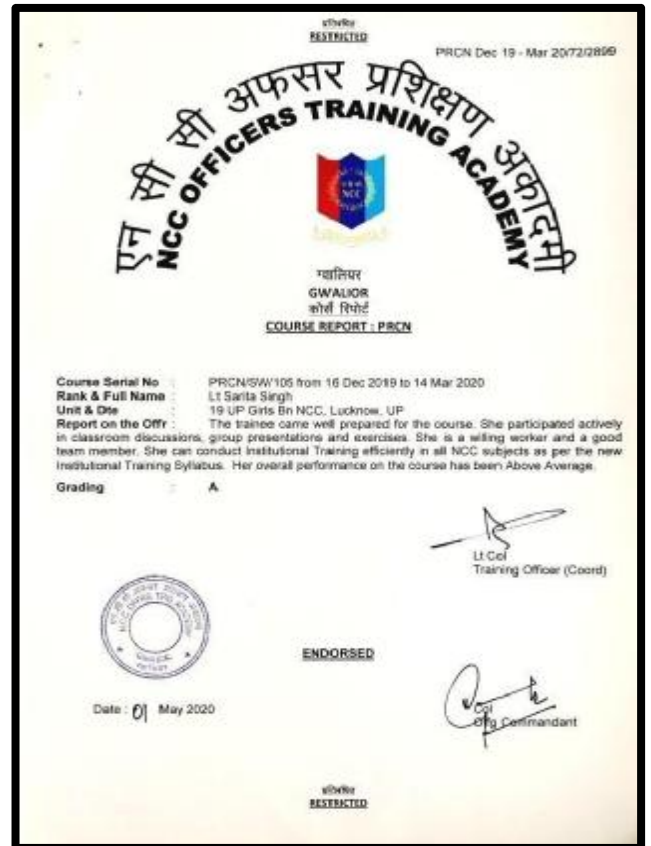 प्रतिबंधित
RESTRICTED
PRCN Dec 19 - Mar 20/72/2899
एन सी सी अफसर प्रशिक्षण अकादमी
NCC OFFICERS TRAINING ACADEMY
NCC
ग्वालियर
GWALIOR
कोर्स रिपोर्ट
COURSE REPORT : PRCN
Course Serial No : PRCN/SW/105 from 16 Dec 2019 to 14 Mar 2020
Rank & Full Name : Lt Sarita Singh
Unit & Dte : 19 UP Girls Bn NCC, Lucknow, UP
Report on the Offr : The trainee came well prepared for the course. She participated actively
in classroom discussions, group presentations and exercises. She is a willing worker and a good
team member. She can conduct Institutional Training efficiently in all NCC subjects as per the new
Institutional Training Syllabus. Her overall performance on the course has been Above Average.
Grading : A
Lt Col
Training Officer (Coord)
ENDORSED
Date : 01 May 2020
Col
Offg Commandant
प्रतिबंधित
RESTRICTED